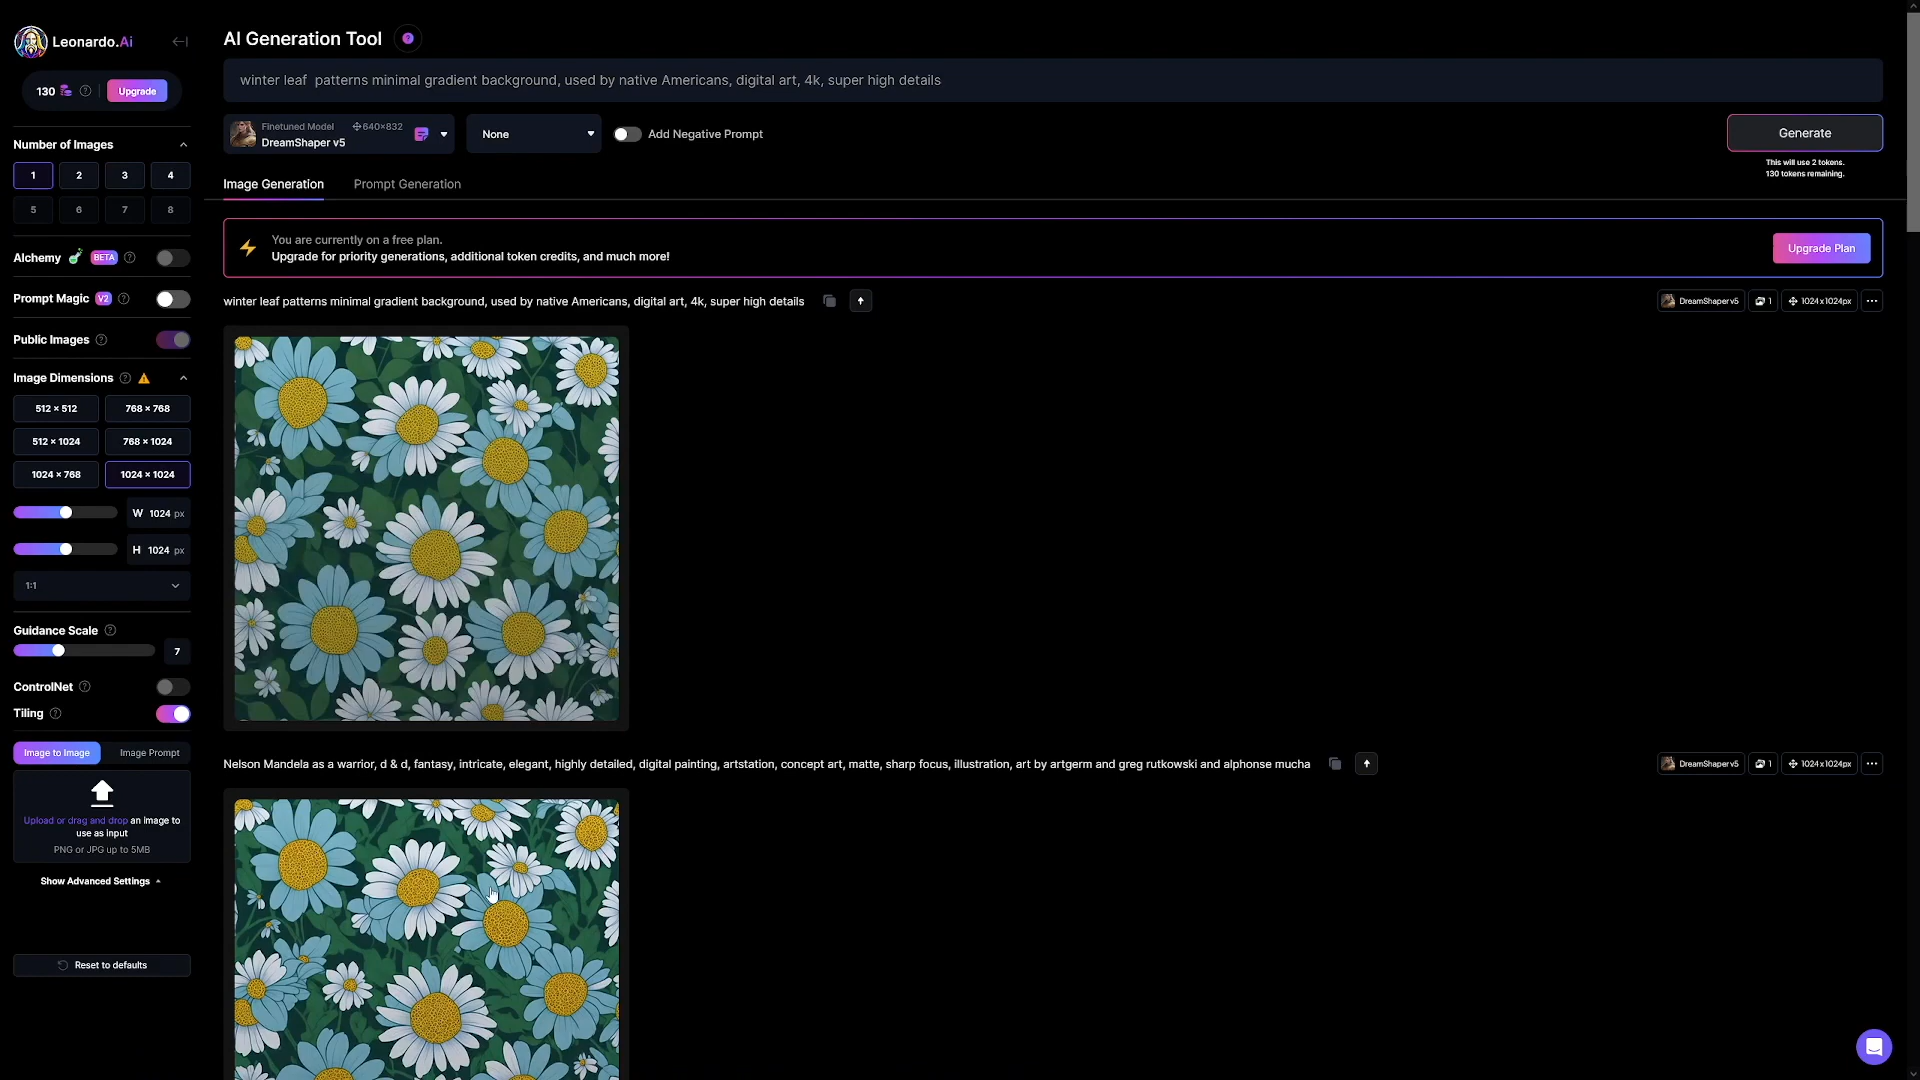 Leonardo.Ai
130
Upgrade
Number of Images
1 2 3 4
5 6 7 8
Alchemy BETA
Prompt Magic V2
Public Images
Image Dimensions
512 × 512 768 × 768
512 × 1024 768 × 1024
1024 × 768 1024 × 1024
W 1024 px
H 1024 px
1:1
Guidance Scale
7
ControlNet
Tiling
Image to Image Image Prompt
Upload or drag and drop an image to
use as input
PNG or JPG up to 5MB
Show Advanced Settings
Reset to defaults
AI Generation Tool
winter leaf patterns minimal gradient background, used by native Americans, digital art, 4k, super high details
Finetuned Model 640×832
DreamShaper v5
None
Add Negative Prompt
Generate
This will use 2 tokens.
130 tokens remaining.
Image Generation Prompt Generation
You are currently on a free plan.
Upgrade for priority generations, additional token credits, and much more!
Upgrade Plan
winter leaf patterns minimal gradient background, used by native Americans, digital art, 4k, super high details
DreamShaper v5 1 1024x1024px
Nelson Mandela as a warrior, d & d, fantasy, intricate, elegant, highly detailed, digital painting, artstation, concept art, matte, sharp focus, illustration, art by artgerm and greg rutkowski and alphonse mucha
DreamShaper v5 1 1024x1024px